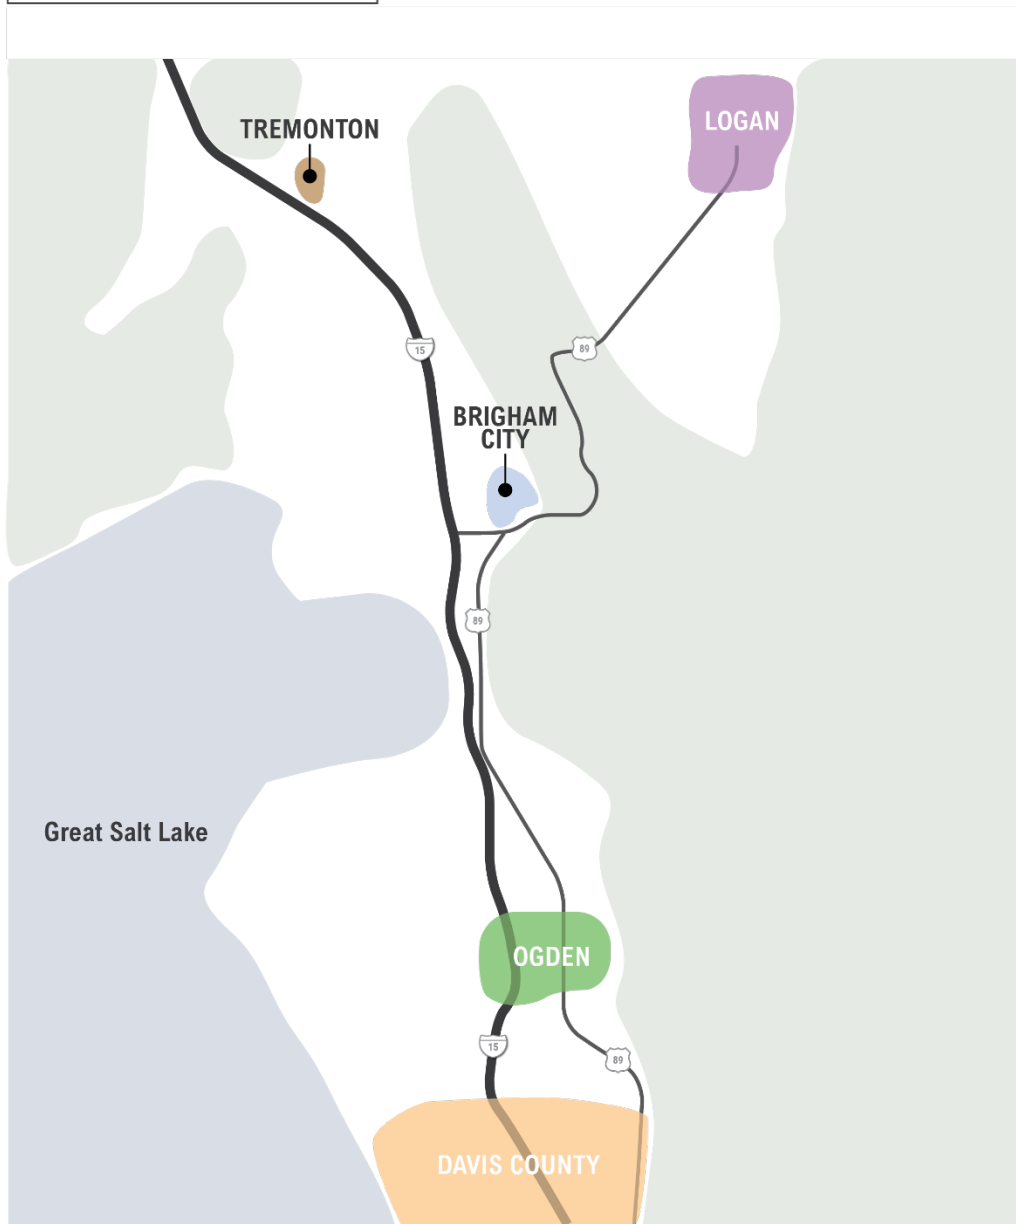 LOGAN
TREMONTON
15
89
BRIGHAM
CITY
89
Great Salt Lake
OGDEN
15
89
DAVIS COUNTY